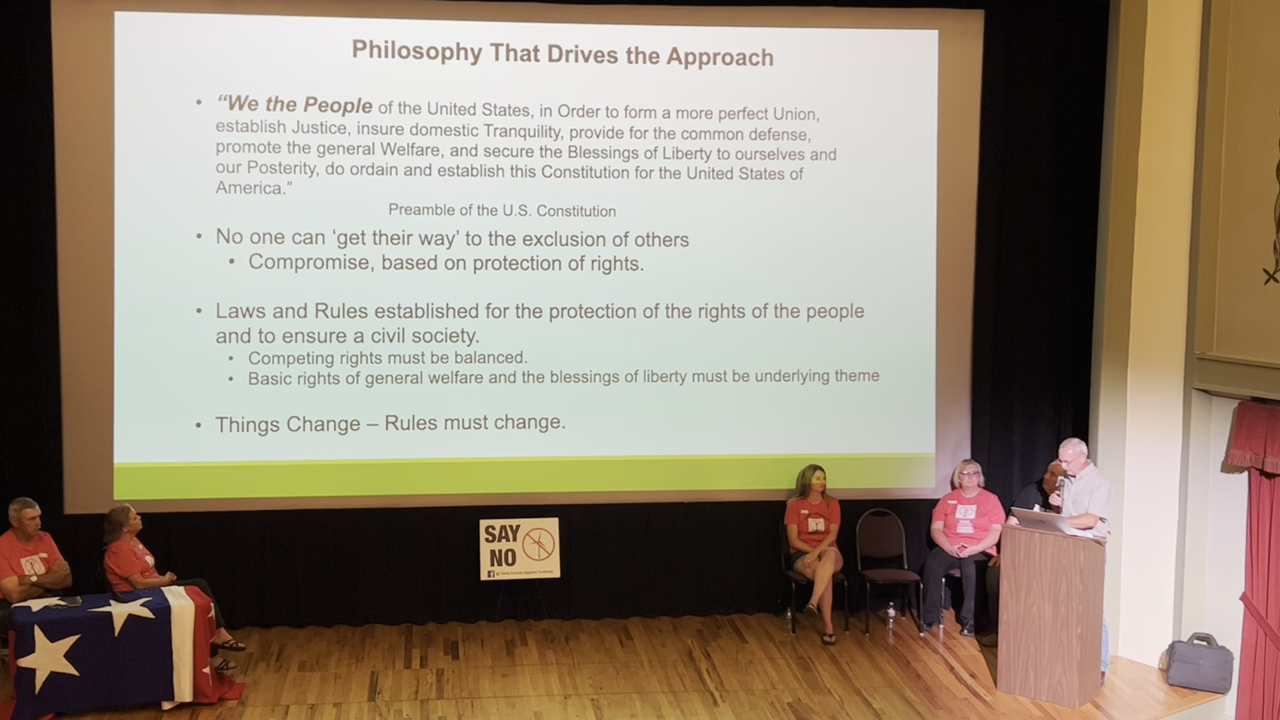 Philosophy That Drives the Approach
• “We the People of the United States, in Order to form a more perfect Union,
establish Justice, insure domestic Tranquility, provide for the common defense,
promote the general Welfare, and secure the Blessings of Liberty to ourselves and
our Posterity, do ordain and establish this Constitution for the United States of
America.”
Preamble of the U.S. Constitution
• No one can ‘get their way’ to the exclusion of others
• Compromise, based on protection of rights.
• Laws and Rules established for the protection of the rights of the people
and to ensure a civil society.
• Competing rights must be balanced.
• Basic rights of general welfare and the blessings of liberty must be underlying theme
• Things Change – Rules must change.
SAY
NO
County Against Turbines